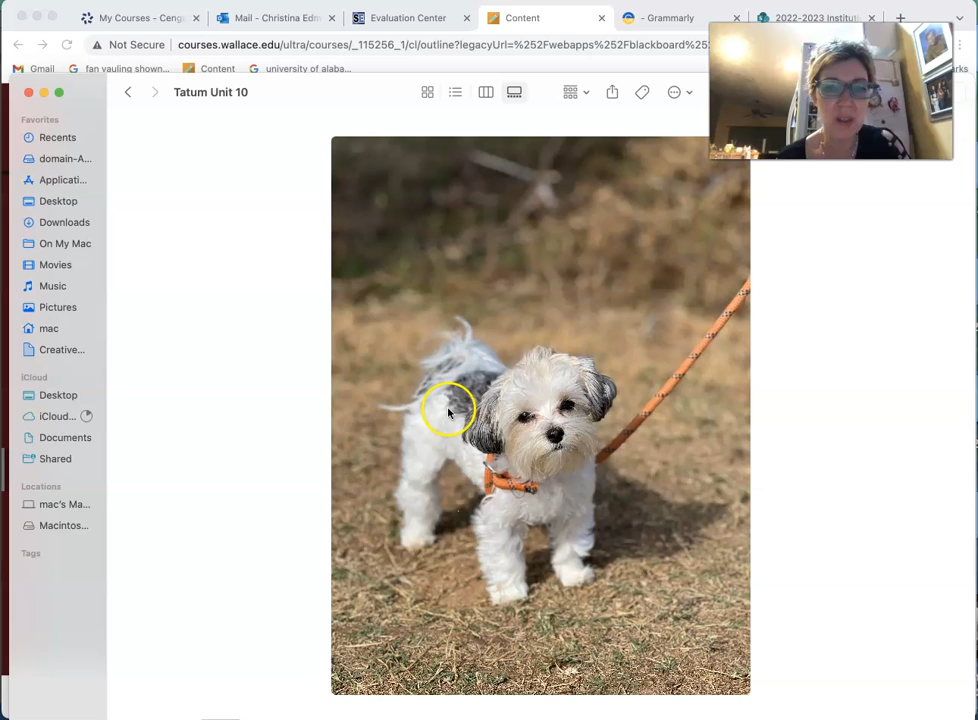 My Courses - Ceng
Mail - Christina Edm
Evaluation Center
Content
- Grammarly
2022-2023 Institut
Not Secure
courses.wallace.edu/ultra/courses/_115256_1/cl/outline?legacyUrl=%252Fwebapps%252Fblackboard%252
Gmail
fan yauling shown...
Content
university of alaba...
Tatum Unit 10
Favorites
Recents
domain-A...
Applicati...
Desktop
Downloads
On My Mac
Movies
Music
Pictures
mac
Creative...
iCloud
Desktop
iCloud...
Documents
Shared
Locations
mac's Ma...
Macintos...
Tags